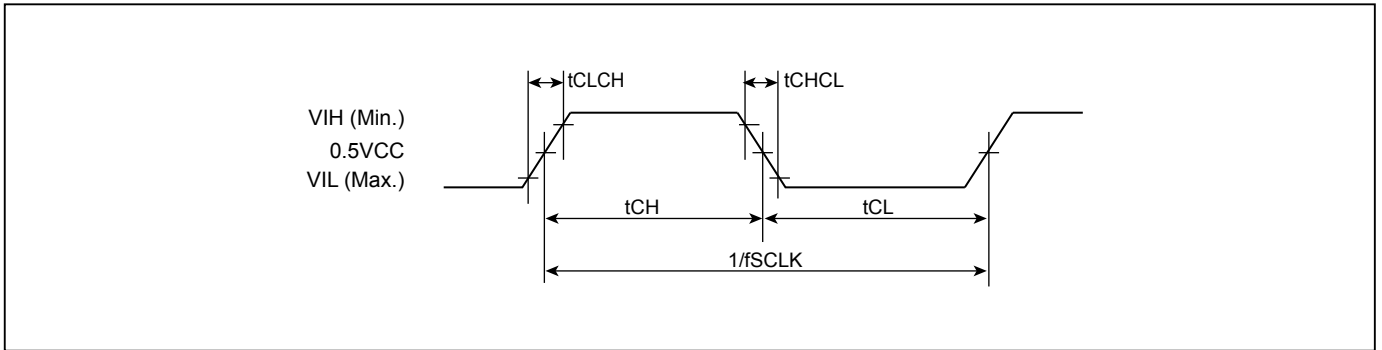 tCLCH
tCHCL
VIH (Min.)
0.5VCC
VIL (Max.)
tCH
tCL
1/fSCLK